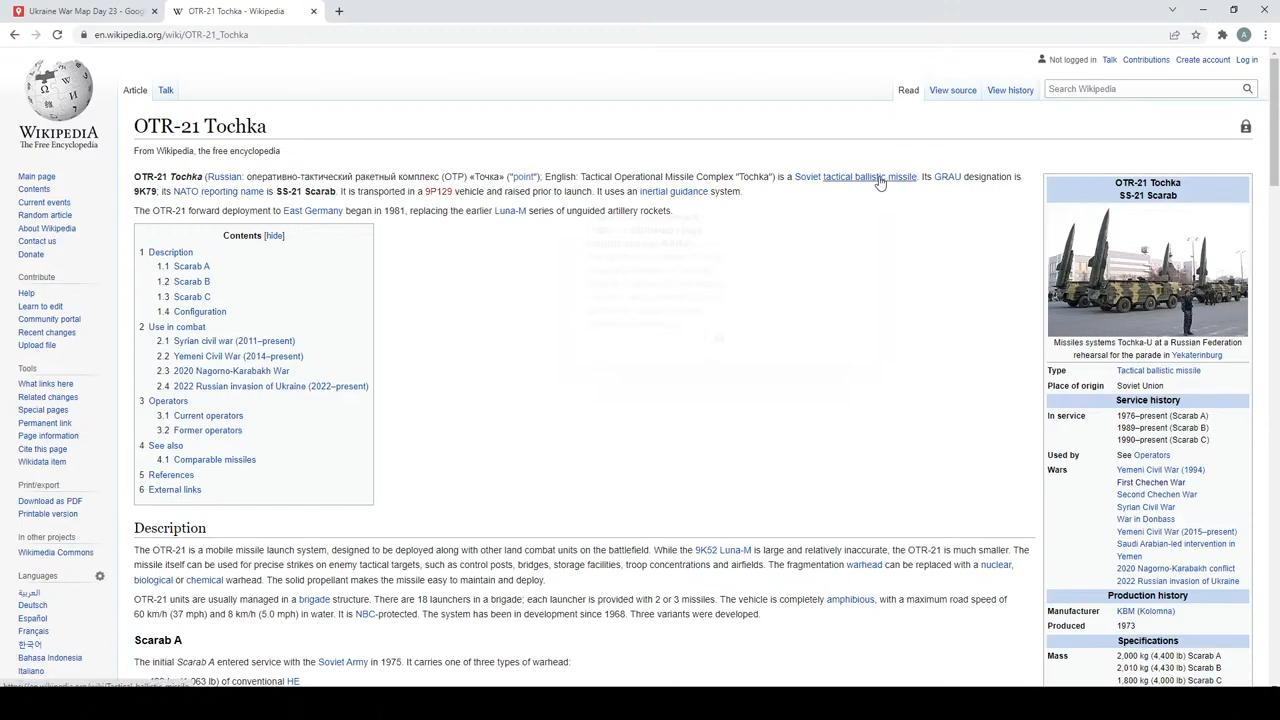 Ukraine War Map Day 23 - Goog
OTR-21 Tochka - Wikipedia
en.wikipedia.org/wiki/OTR-21_Tochka
A
Not logged in Talk Contributions Create account Log in
Article Talk
Read View source View history
Search Wikipedia
WIKIPEDIA
The Free Encyclopedia
OTR-21 Tochka
From Wikipedia, the free encyclopedia
OTR-21 Tochka (Russian: оперативно-тактический ракетный комплекс (ОТР) «Точка» ("point"); English: Tactical Operational Missile Complex "Tochka") is a Soviet tactical ballistic missile. Its GRAU designation is
9K79; its NATO reporting name is SS-21 Scarab. It is transported in a 9P129 vehicle and raised prior to launch. It uses an inertial guidance system.
The OTR-21 forward deployment to East Germany began in 1981, replacing the earlier Luna-M series of unguided artillery rockets.
Contents [hide]
1 Description
1.1 Scarab A
1.2 Scarab B
1.3 Scarab C
1.4 Configuration
2 Use in combat
2.1 Syrian civil war (2011–present)
2.2 Yemeni Civil War (2014–present)
2.3 2020 Nagorno-Karabakh War
2.4 2022 Russian invasion of Ukraine (2022–present)
3 Operators
3.1 Current operators
3.2 Former operators
4 See also
4.1 Comparable missiles
5 References
6 External links
Description
The OTR-21 is a mobile missile launch system, designed to be deployed along with other land combat units on the battlefield. While the 9K52 Luna-M is large and relatively inaccurate, the OTR-21 is much smaller. The
missile itself can be used for precise strikes on enemy tactical targets, such as control posts, bridges, storage facilities, troop concentrations and airfields. The fragmentation warhead can be replaced with a nuclear,
biological or chemical warhead. The solid propellant makes the missile easy to maintain and deploy.
OTR-21 units are usually managed in a brigade structure. There are 18 launchers in a brigade; each launcher is provided with 2 or 3 missiles. The vehicle is completely amphibious, with a maximum road speed of
60 km/h (37 mph) and 8 km/h (5.0 mph) in water. It is NBC-protected. The system has been in development since 1968. Three variants were developed.
Scarab A
The initial Scarab A entered service with the Soviet Army in 1975. It carries one of three types of warhead:
of conventional HE
OTR-21 Tochka
SS-21 Scarab
Missiles systems Tochka-U at a Russian Federation
rehearsal for the parade in Yekaterinburg
Type Tactical ballistic missile
Place of origin Soviet Union
Service history
In service 1976–present (Scarab A)
1989–present (Scarab B)
1990–present (Scarab C)
Used by See Operators
Wars Yemeni Civil War (1994)
First Chechen War
Second Chechen War
Syrian Civil War
War in Donbass
Yemeni Civil War (2015–present)
Saudi Arabian-led intervention in
Yemen
2020 Nagorno-Karabakh conflict
2022 Russian invasion of Ukraine
Production history
Manufacturer KBM (Kolomna)
Produced 1973
Specifications
Mass 2,000 kg (4,400 lb) Scarab A
2,010 kg (4,430 lb) Scarab B
1,800 kg (4,000 lb) Scarab C
Main page
Contents
Current events
Random article
About Wikipedia
Contact us
Donate
Contribute
Help
Learn to edit
Community portal
Recent changes
Upload file
Tools
What links here
Related changes
Special pages
Permanent link
Page information
Cite this page
Wikidata item
Print/export
Download as PDF
Printable version
In other projects
Wikimedia Commons
Languages
العربية
Deutsch
Español
Français
한국어
Bahasa Indonesia
Italiano